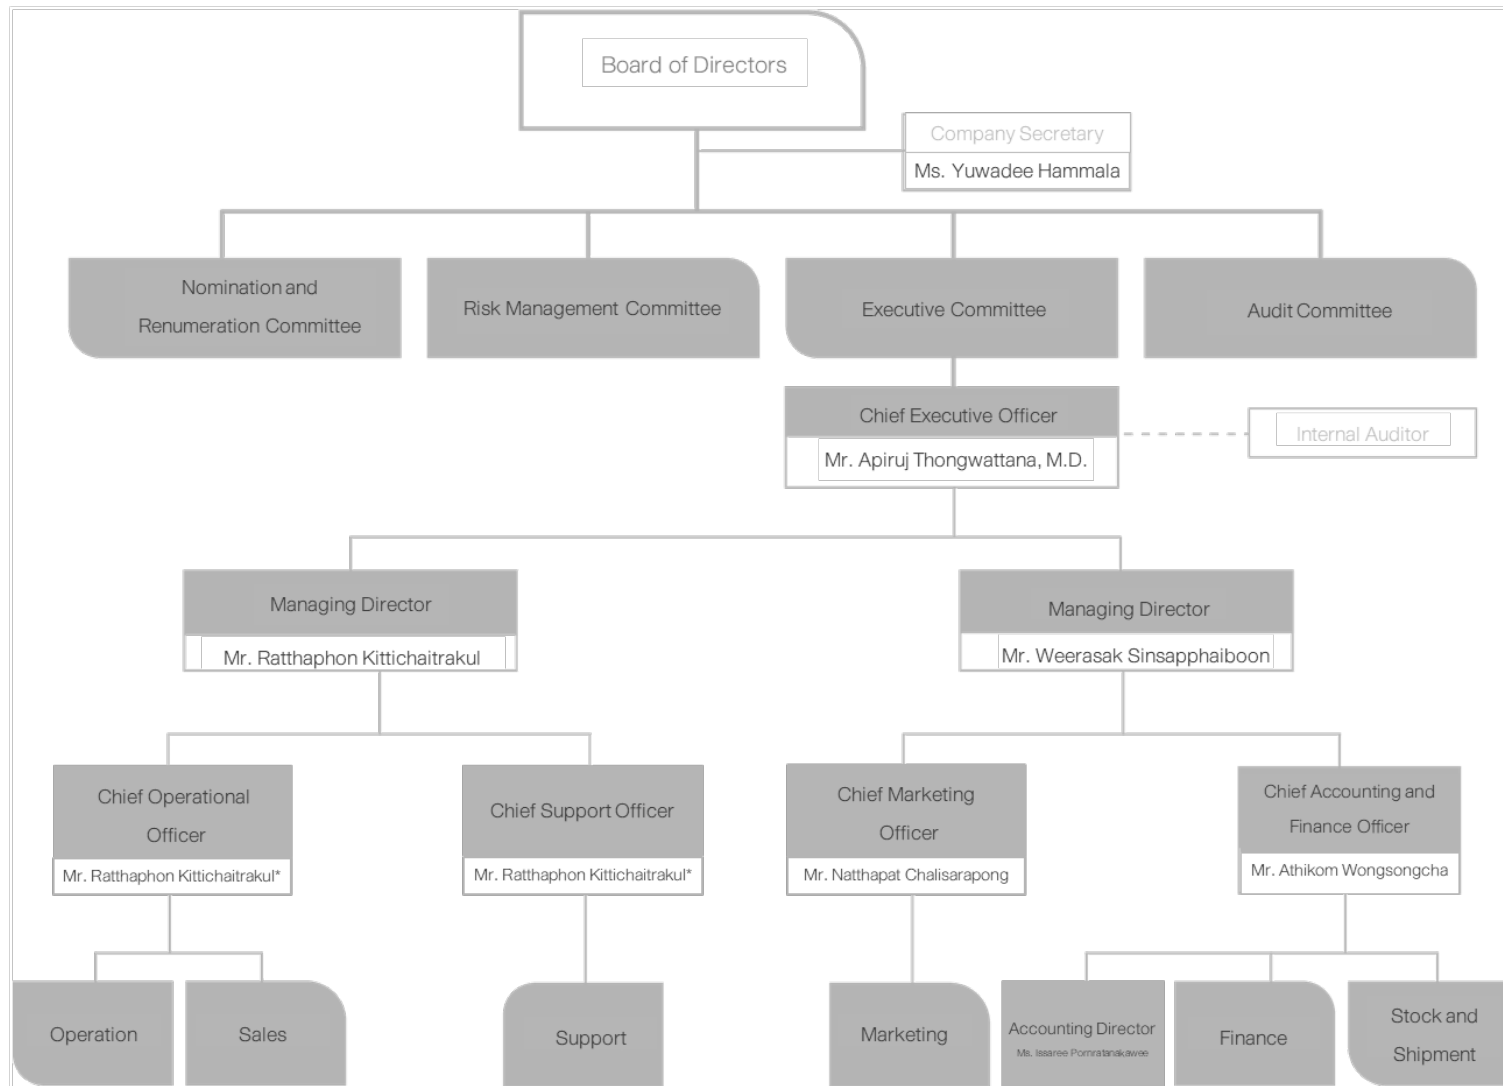 Board of Directors
Company Secretary
Ms. Yuwadee Hammala
Nomination and
Renumeration Committee
Risk Management Committee
Executive Committee
Audit Committee
Chief Executive Officer
Mr. Apiruj Thongwattana, M.D.
Internal Auditor
Managing Director
Mr. Ratthaphon Kittichaitrakul
Managing Director
Mr. Weerasak Sinsapphaiboon
Chief Operational
Officer
Mr. Ratthaphon Kittichaitrakul*
Chief Support Officer
Mr. Ratthaphon Kittichaitrakul*
Chief Marketing
Officer
Mr. Natthapat Chalisarapong
Chief Accounting and
Finance Officer
Mr. Athikom Wongsongcha
Operation
Sales
Support
Marketing
Accounting Director
Ms. Issaree Pornratanakawee
Finance
Stock and
Shipment